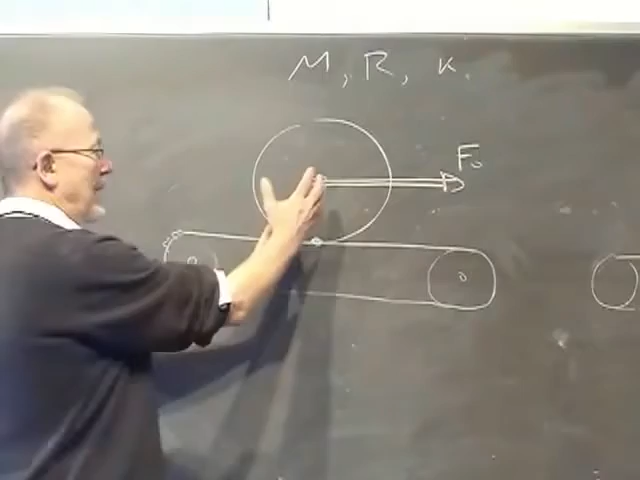 M, R, K.
F₀